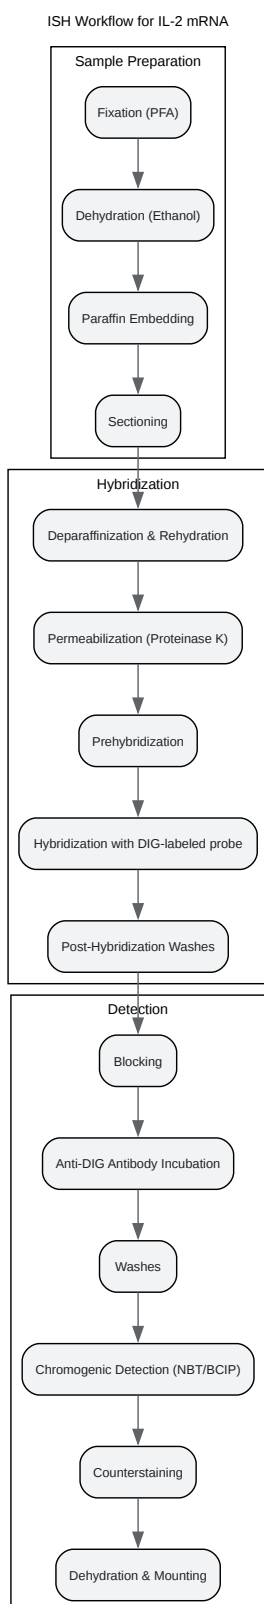 ISH Workflow for IL-2 mRNA
Sample Preparation
Fixation (PFA)
Dehydration (Ethanol)
Paraffin Embedding
Sectioning
Hybridization
Deparaffinization & Rehydration
Permeabilization (Proteinase K)
Prehybridization
Hybridization with DIG-labeled probe
Post-Hybridization Washes
Detection
Blocking
Anti-DIG Antibody Incubation
Washes
Chromogenic Detection (NBT/BCIP)
Counterstaining
Dehydration & Mounting